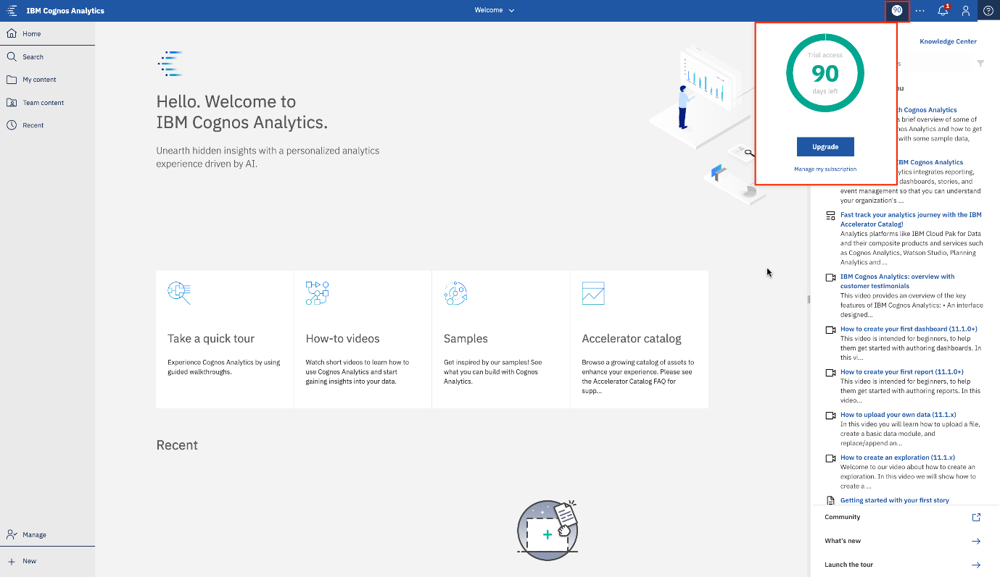 IBM Cognos Analytics
Welcome
90
1
Home
Search
My content
Team content
Recent
Manage
New
Hello. Welcome to
IBM Cognos Analytics.
Unearth hidden insights with a personalized analytics
experience driven by AI.
Take a quick tour
Experience Cognos Analytics by using
guided walkthroughs.
How-to videos
Watch short videos to learn how to
use Cognos Analytics and start
gaining insights into your data.
Samples
Get inspired by our samples! See
what you can build with Cognos
Analytics.
Accelerator catalog
Browse a growing catalog of assets to
enhance your experience. Please see
the Accelerator Catalog FAQ for
supp...
Recent
Trial access
90
days left
Upgrade
Manage my subscription
Knowledge Center
Cognos Analytics
a brief overview of some of
Analytics and how to get
with some sample data,
IBM Cognos Analytics
integrates reporting,
dashboards, stories, and
event management so that you can understand
your organization's ...
Fast track your analytics journey with the IBM
Accelerator Catalog!
Analytics platforms like IBM Cloud Pak for Data
and their composite products and services such
as Cognos Analytics, Watson Studio, Planning
Analytics and ...
IBM Cognos Analytics: overview with
customer testimonials
This video provides an overview of the key
features of IBM Cognos Analytics: • An interface
designed...
How to create your first dashboard (11.1.0+)
This video is intended for beginners, to help
them get started with authoring dashboards. In
this vi...
How to create your first report (11.1.0+)
This video is intended for beginners, to help
them get started with authoring reports. In this
video...
How to upload your own data (11.1.x)
In this video you will learn how to upload a file,
create a basic data module, and
replace/append an...
How to create an exploration (11.1.x)
Welcome to our video about how to create an
exploration. In this video we will show how to
create a ...
Getting started with your first story
Community
What's new
Launch the tour